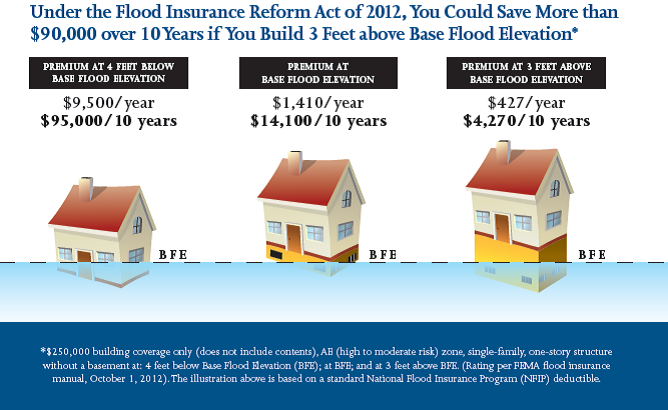 Under the Flood Insurance Reform Act of 2012, You Could Save More than
$90,000 over 10 Years if You Build 3 Feet above Base Flood Elevation*
PREMIUM AT 4 FEET BELOW
BASE FLOOD ELEVATION
$9,500/year
$95,000/10 years
PREMIUM AT
BASE FLOOD ELEVATION
$1,410/year
$14,100/10 years
PREMIUM AT 3 FEET ABOVE
BASE FLOOD ELEVATION
$427/year
$4,270/10 years
BFE
BFE
BFE
*$250,000 building coverage only (does not include contents), AE (high to moderate risk) zone, single-family, one-story structure
without a basement at: 4 feet below Base Flood Elevation (BFE); at BFE; and at 3 feet above BFE. (Rating per FEMA flood insurance
manual, October 1, 2012). The illustration above is based on a standard National Flood Insurance Program (NFIP) deductible.